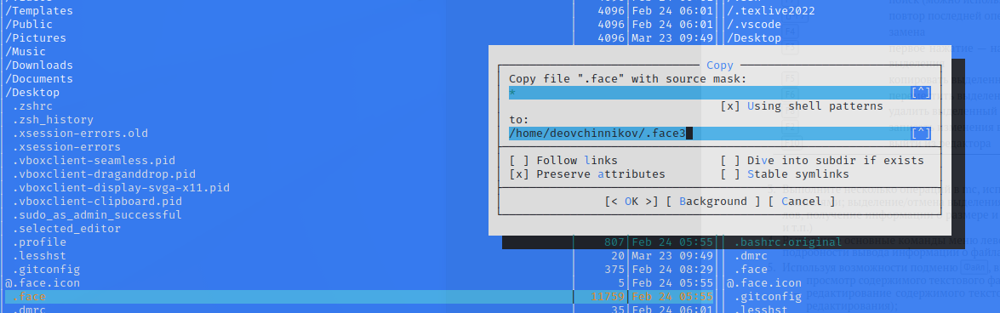 /Templates 4096 Feb 24 06:01 /.texlive2022
/Public 4096 Feb 24 06:01 /.vscode
/Pictures 4096 Mar 23 09:49 /Desktop
/Music
/Downloads
/Documents
/Desktop
.zshrc
.zsh_history
.xsession-errors.old
.xsession-errors
.vboxclient-seamless.pid
.vboxclient-draganddrop.pid
.vboxclient-display-svga-x11.pid
.vboxclient-clipboard.pid
.sudo_as_admin_successful
.selected_editor
.profile 807 Feb 24 05:55 .bashrc.original
.lesshst 20 Mar 23 09:49 .dmrc
.gitconfig 375 Feb 24 08:29 .face
@.face.icon 5 Feb 24 05:55 @.face.icon
.face 11759 Feb 24 05:55 .gitconfig
.dmrc 35 Feb 24 06:01 .lesshst
Copy
Copy file ".face" with source mask:
* [^]
[x] Using shell patterns
to:
/home/deovchinnikov/.face3 [^]
[ ] Follow links [ ] Dive into subdir if exists
[x] Preserve attributes [ ] Stable symlinks
[< OK >] [ Background ] [ Cancel ]
повтор последней
замена
первое нажатие —